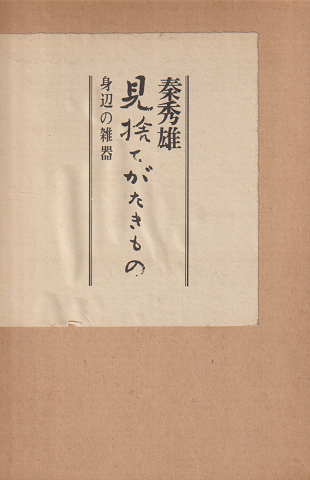 秦秀雄
見捨てがたきもの
身辺の雑器